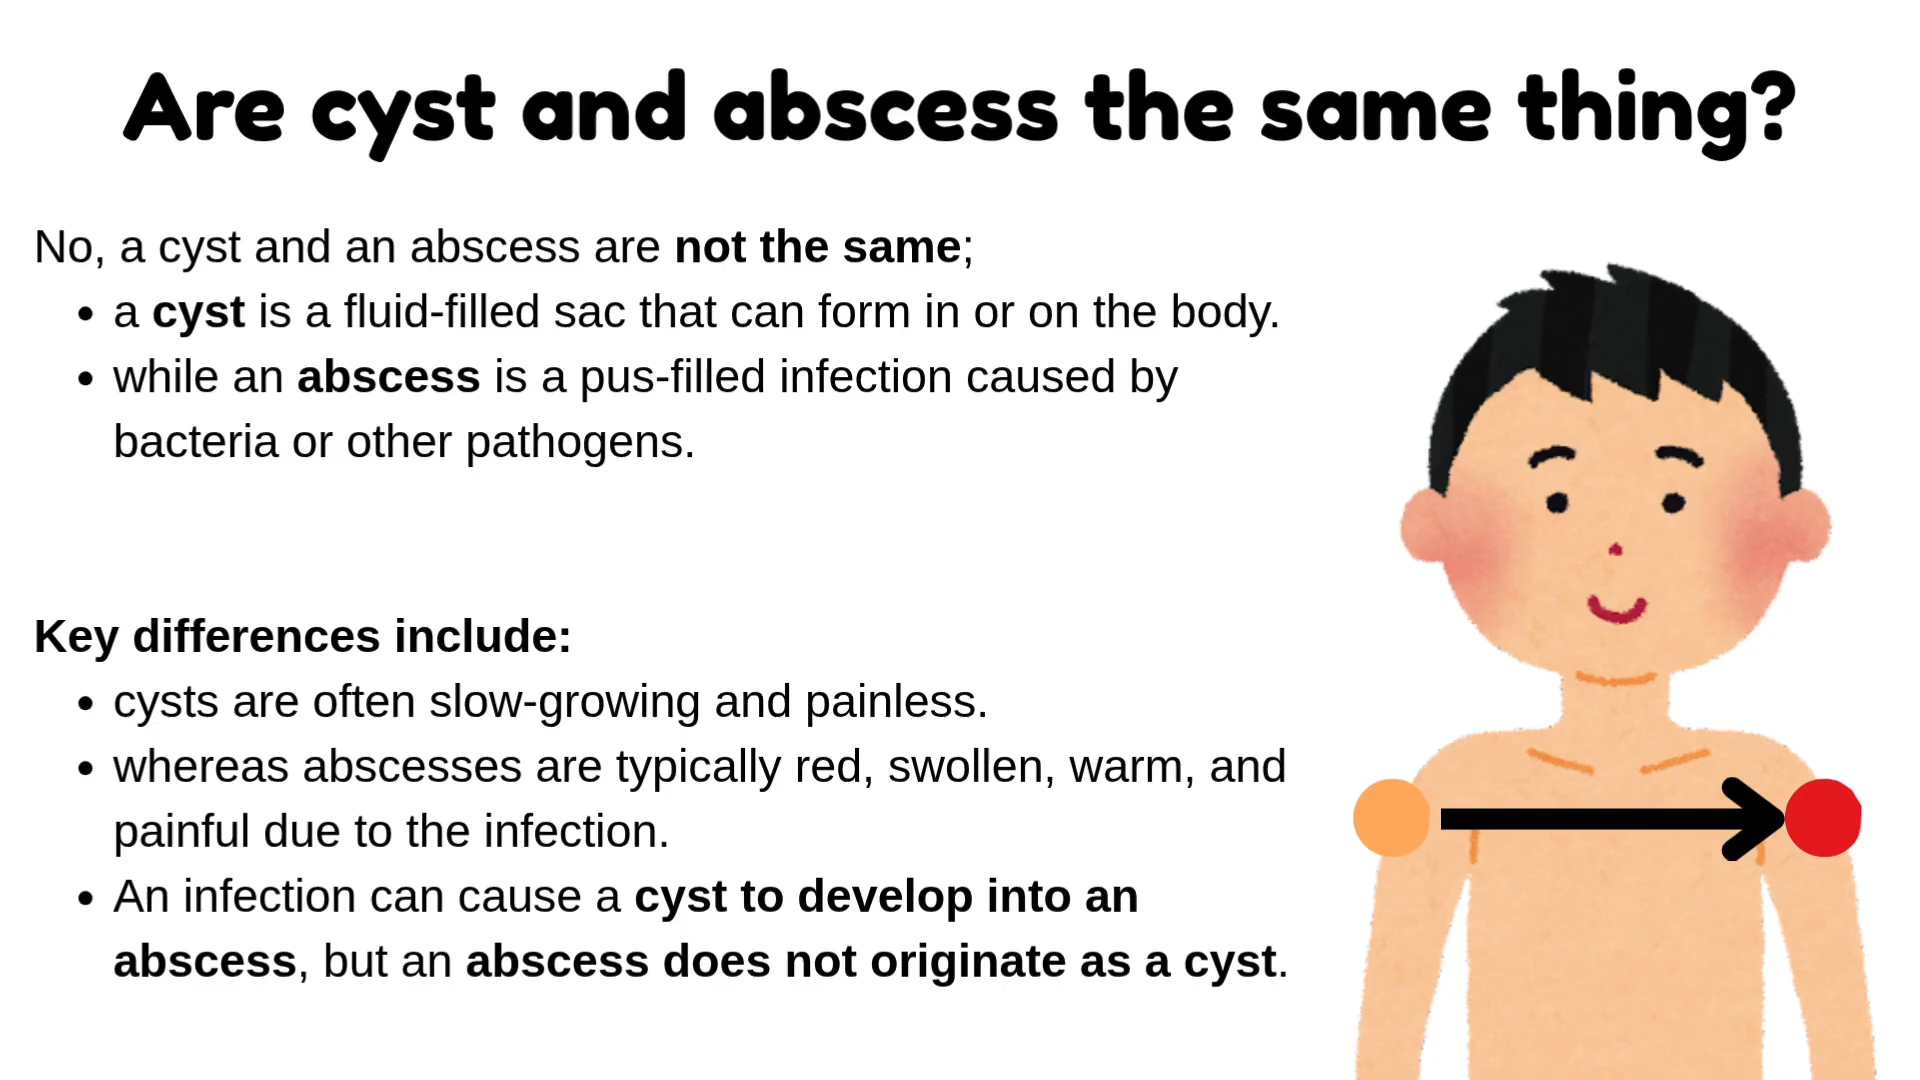 Are cyst and abscess the same thing?
No, a cyst and an abscess are not the same;
• a cyst is a fluid-filled sac that can form in or on the body.
• while an abscess is a pus-filled infection caused by
bacteria or other pathogens.
Key differences include:
• cysts are often slow-growing and painless.
• whereas abscesses are typically red, swollen, warm, and
painful due to the infection.
• An infection can cause a cyst to develop into an
abscess, but an abscess does not originate as a cyst.